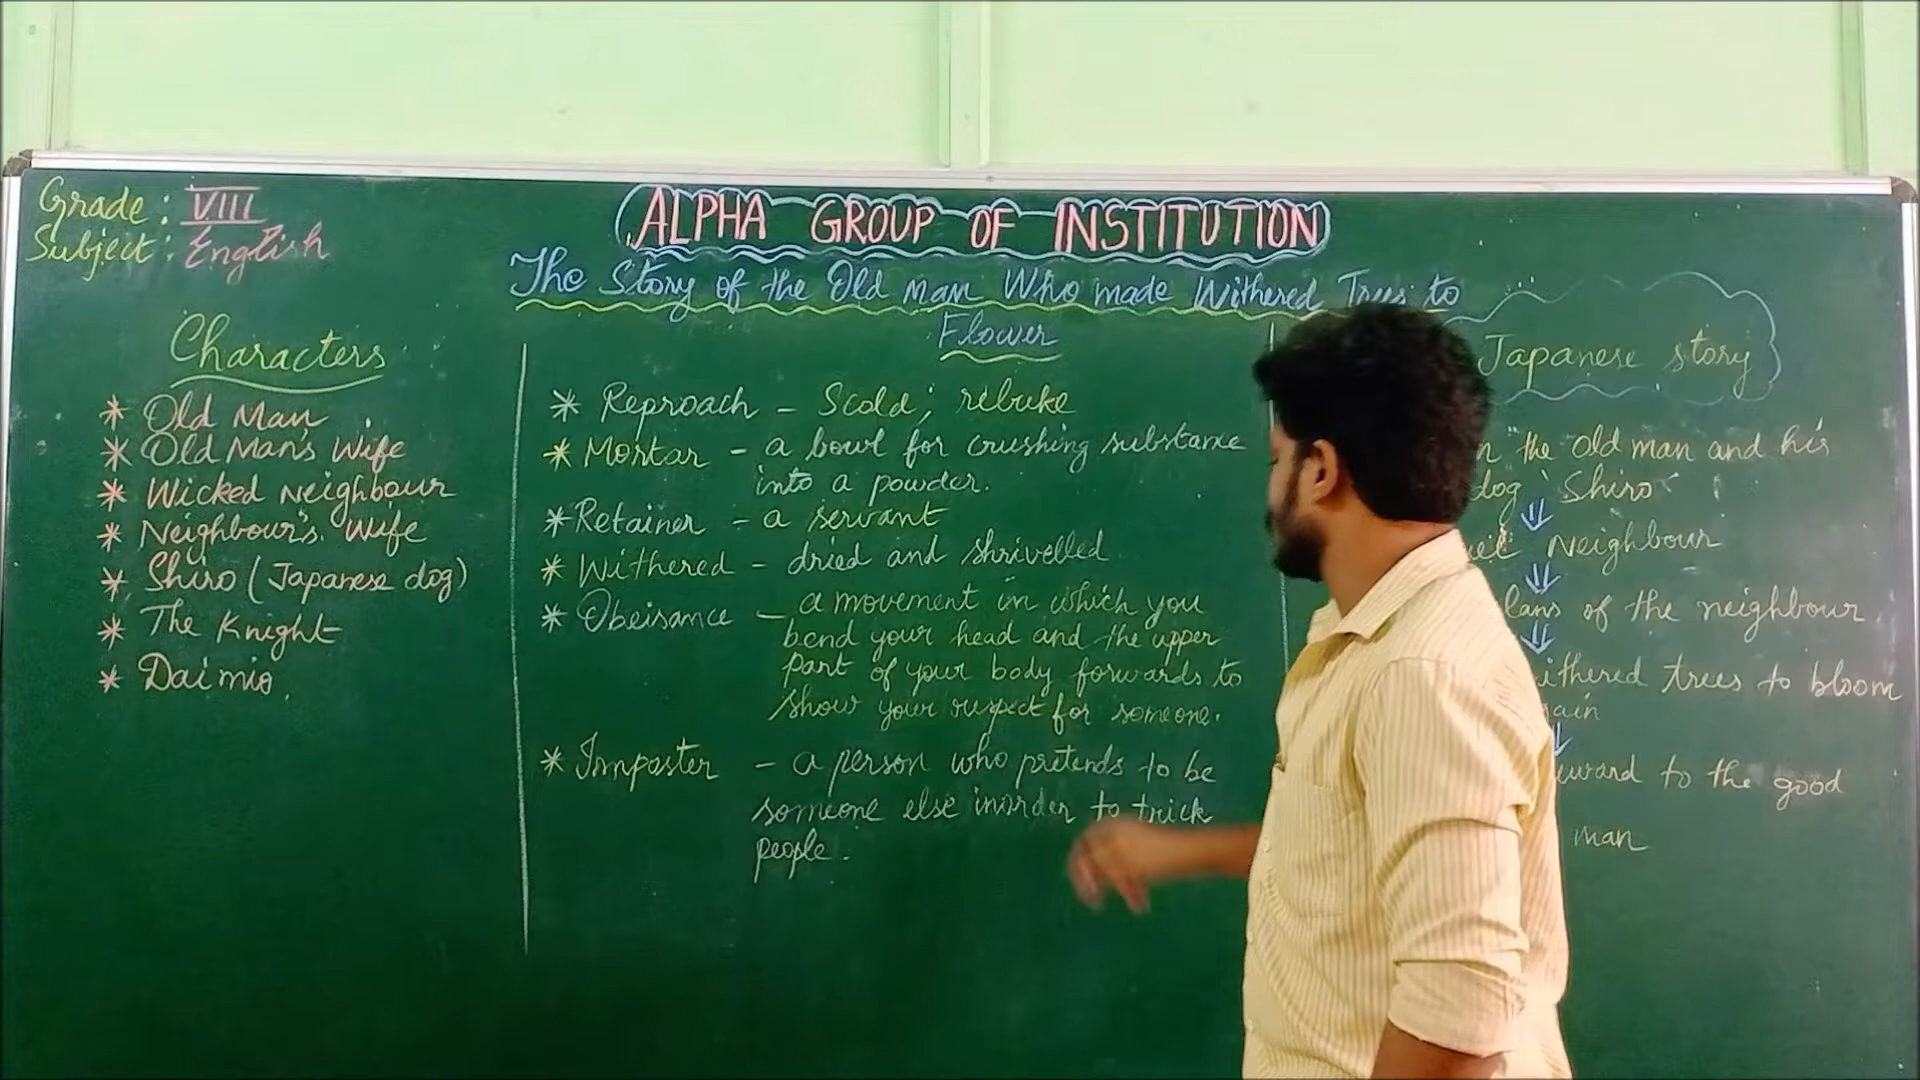 Grade: VIII
Subject: English
ALPHA GROUP OF INSTITUTION
The Story of the Old man Who made Withered Trees to
Flower
Characters
* Old Man
* Old Man's Wife
* Wicked Neighbour
* Neighbour's Wife
* Shiro (Japanese dog)
* The Knight
* Daimio.
* Reproach - Scold; rebuke
* Mortar - a bowl for crushing substance
into a powder.
* Retainer - a servant
* Withered - dried and shrivelled
* Obeisance - a movement in which you
bend your head and the upper
part of your body forwards to
show your respect for someone.
* Imposter - a person who pretends to be
someone else inorder to trick
people.
Japanese story
the old man and his
dog 'Shiro'
Neighbour
of the neighbour.
trees to bloom
to the good
man